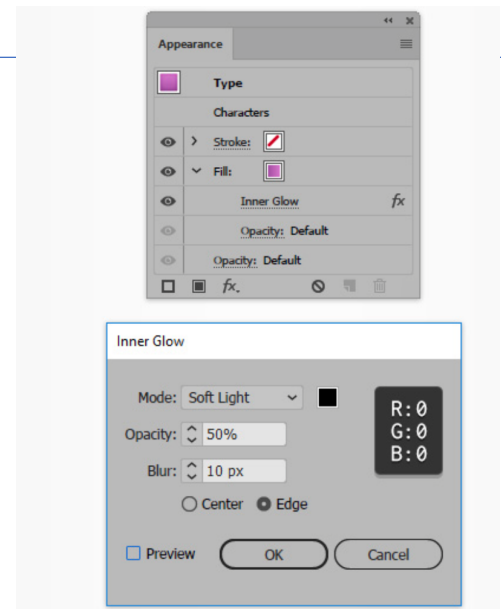 Appearance
Type
Characters
Stroke:
Fill:
Inner Glow fx
Opacity: Default
Opacity: Default
fx.
Inner Glow
Mode: Soft Light
R:0
Opacity: 50%
G:0
B:0
Blur: 10 px
Center Edge
Preview OK Cancel